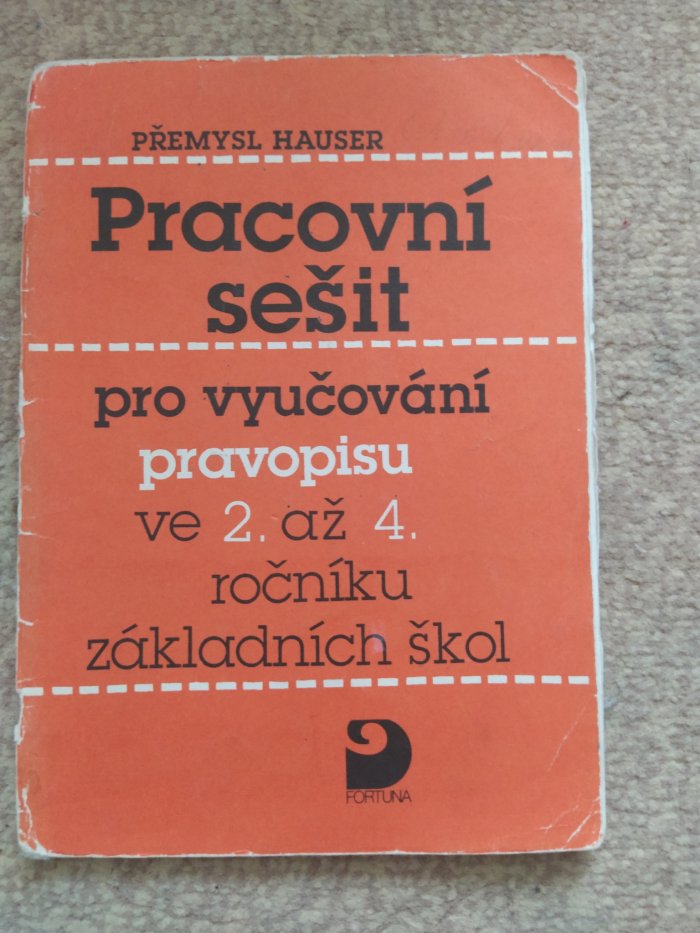 PŘEMYSL HAUSER
Pracovní
sešit
pro vyučování
pravopisu
ve 2. až 4.
ročníku
základních škol
FORTUNA